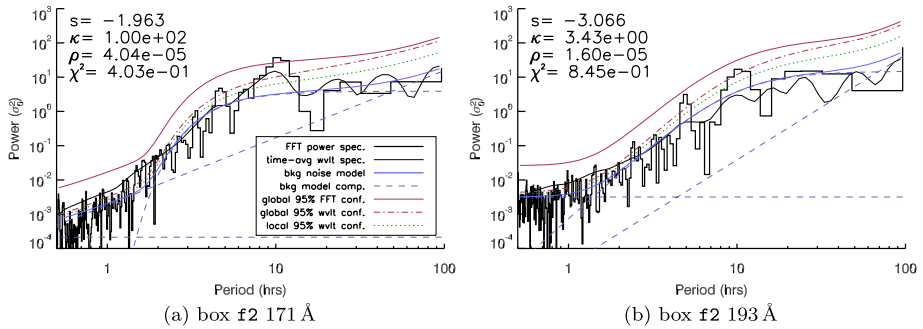 s= -1.963
κ= 1.00e+02
ρ= 4.04e-05
χ²= 4.03e-01
Power (σ₀²)
10³
10²
10¹
10⁰
10⁻¹
10⁻²
10⁻³
10⁻⁴
FFT power spec.
time-avg wvlt spec.
bkg noise model
bkg model comp.
global 95% FFT conf.
global 95% wvlt conf.
local 95% wvlt conf.
1 10 100
Period (hrs)
(a) box f2 171 Å
s= -3.066
κ= 3.43e+00
ρ= 1.60e-05
χ²= 8.45e-01
Power (σ₀²)
10³
10²
10¹
10⁰
10⁻¹
10⁻²
10⁻³
10⁻⁴
1 10 100
Period (hrs)
(b) box f2 193 Å